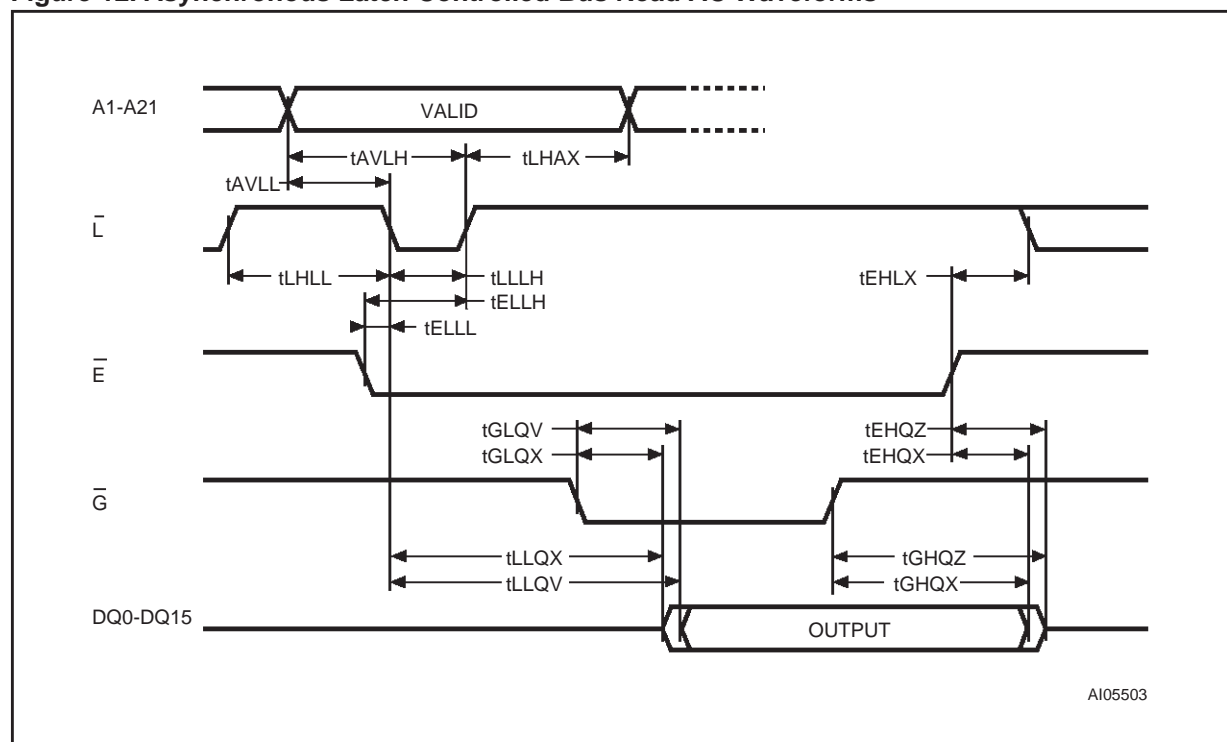 Figure 12. Asynchronous Latch Controlled Bus Read AC Waveforms
A1-A21
VALID
tAVLH
tLHAX
tAVLL
L̅
tLHLL
tLLLH
tEHLX
tELLH
tELLL
E̅
tGLQV
tEHQZ
tGLQX
tEHQX
G̅
tLLQX
tGHQZ
tLLQV
tGHQX
DQ0-DQ15
OUTPUT
AI05503